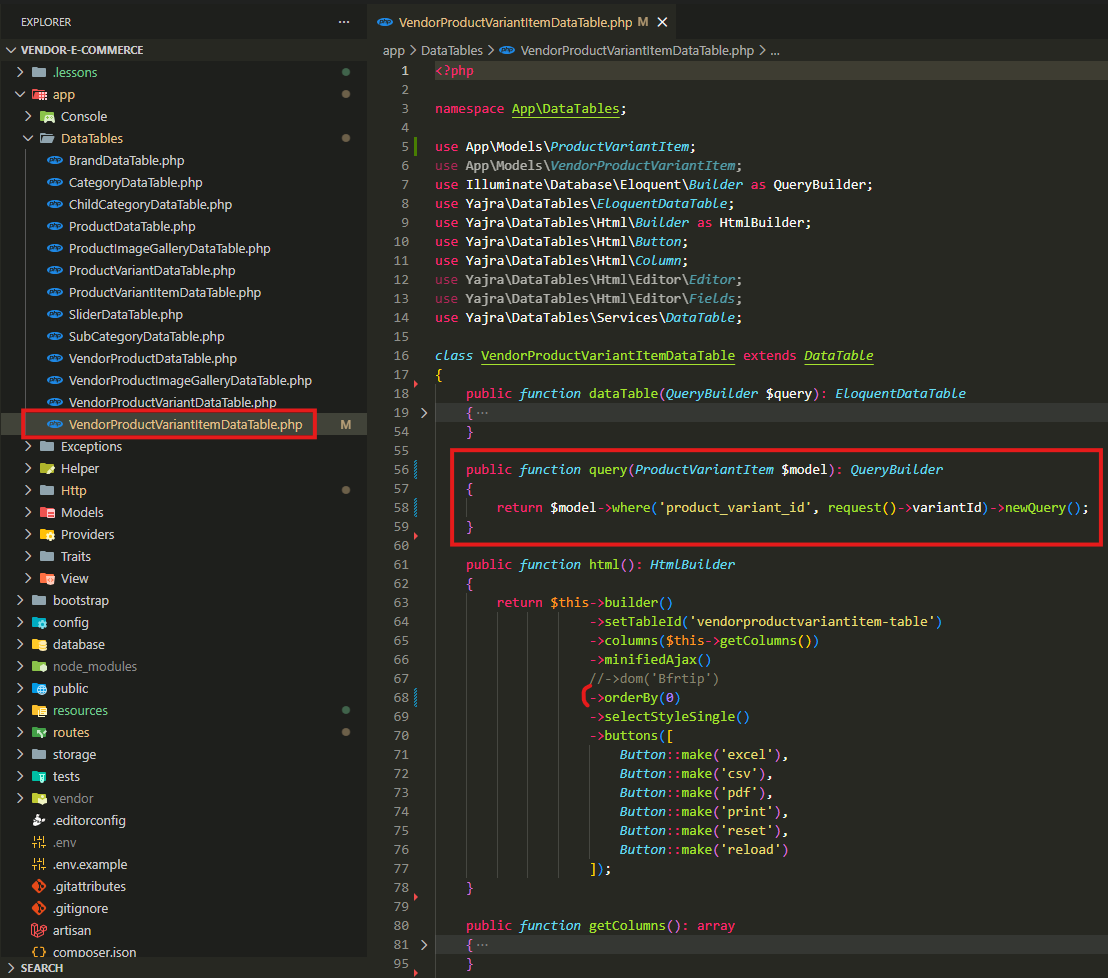 EXPLORER
VENDOR-E-COMMERCE
.lessons
app
Console
DataTables
BrandDataTable.php
CategoryDataTable.php
ChildCategoryDataTable.php
ProductDataTable.php
ProductImageGalleryDataTable.php
ProductVariantDataTable.php
ProductVariantItemDataTable.php
SliderDataTable.php
SubCategoryDataTable.php
VendorProductDataTable.php
VendorProductImageGalleryDataTable.php
VendorProductVariantDataTable.php
VendorProductVariantItemDataTable.php M
Exceptions
Helper
Http
Models
Providers
Traits
View
bootstrap
config
database
node_modules
public
resources
routes
storage
tests
vendor
.editorconfig
.env
.env.example
.gitattributes
.gitignore
artisan
composer.json
SEARCH
VendorProductVariantItemDataTable.php M
app > DataTables > VendorProductVariantItemDataTable.php > ...
1 <?php
2
3 namespace App\DataTables;
4
5 use App\Models\ProductVariantItem;
6 use App\Models\VendorProductVariantItem;
7 use Illuminate\Database\Eloquent\Builder as QueryBuilder;
8 use Yajra\DataTables\EloquentDataTable;
9 use Yajra\DataTables\Html\Builder as HtmlBuilder;
10 use Yajra\DataTables\Html\Button;
11 use Yajra\DataTables\Html\Column;
12 use Yajra\DataTables\Html\Editor\Editor;
13 use Yajra\DataTables\Html\Editor\Fields;
14 use Yajra\DataTables\Services\DataTable;
15
16 class VendorProductVariantItemDataTable extends DataTable
17 {
18 public function dataTable(QueryBuilder $query): EloquentDataTable
19 { ...
54 }
55
56 public function query(ProductVariantItem $model): QueryBuilder
57 {
58 return $model->where('product_variant_id', request()->variantId)->newQuery();
59 }
60
61 public function html(): HtmlBuilder
62 {
63 return $this->builder()
64 ->setTableId('vendorproductvariantitem-table')
65 ->columns($this->getColumns())
66 ->minifiedAjax()
67 //->dom('Bfrtip')
68 ->orderBy(0)
69 ->selectStyleSingle()
70 ->buttons([
71 Button::make('excel'),
72 Button::make('csv'),
73 Button::make('pdf'),
74 Button::make('print'),
75 Button::make('reset'),
76 Button::make('reload')
77 ]);
78 }
79
80 public function getColumns(): array
81 { ...
95 }